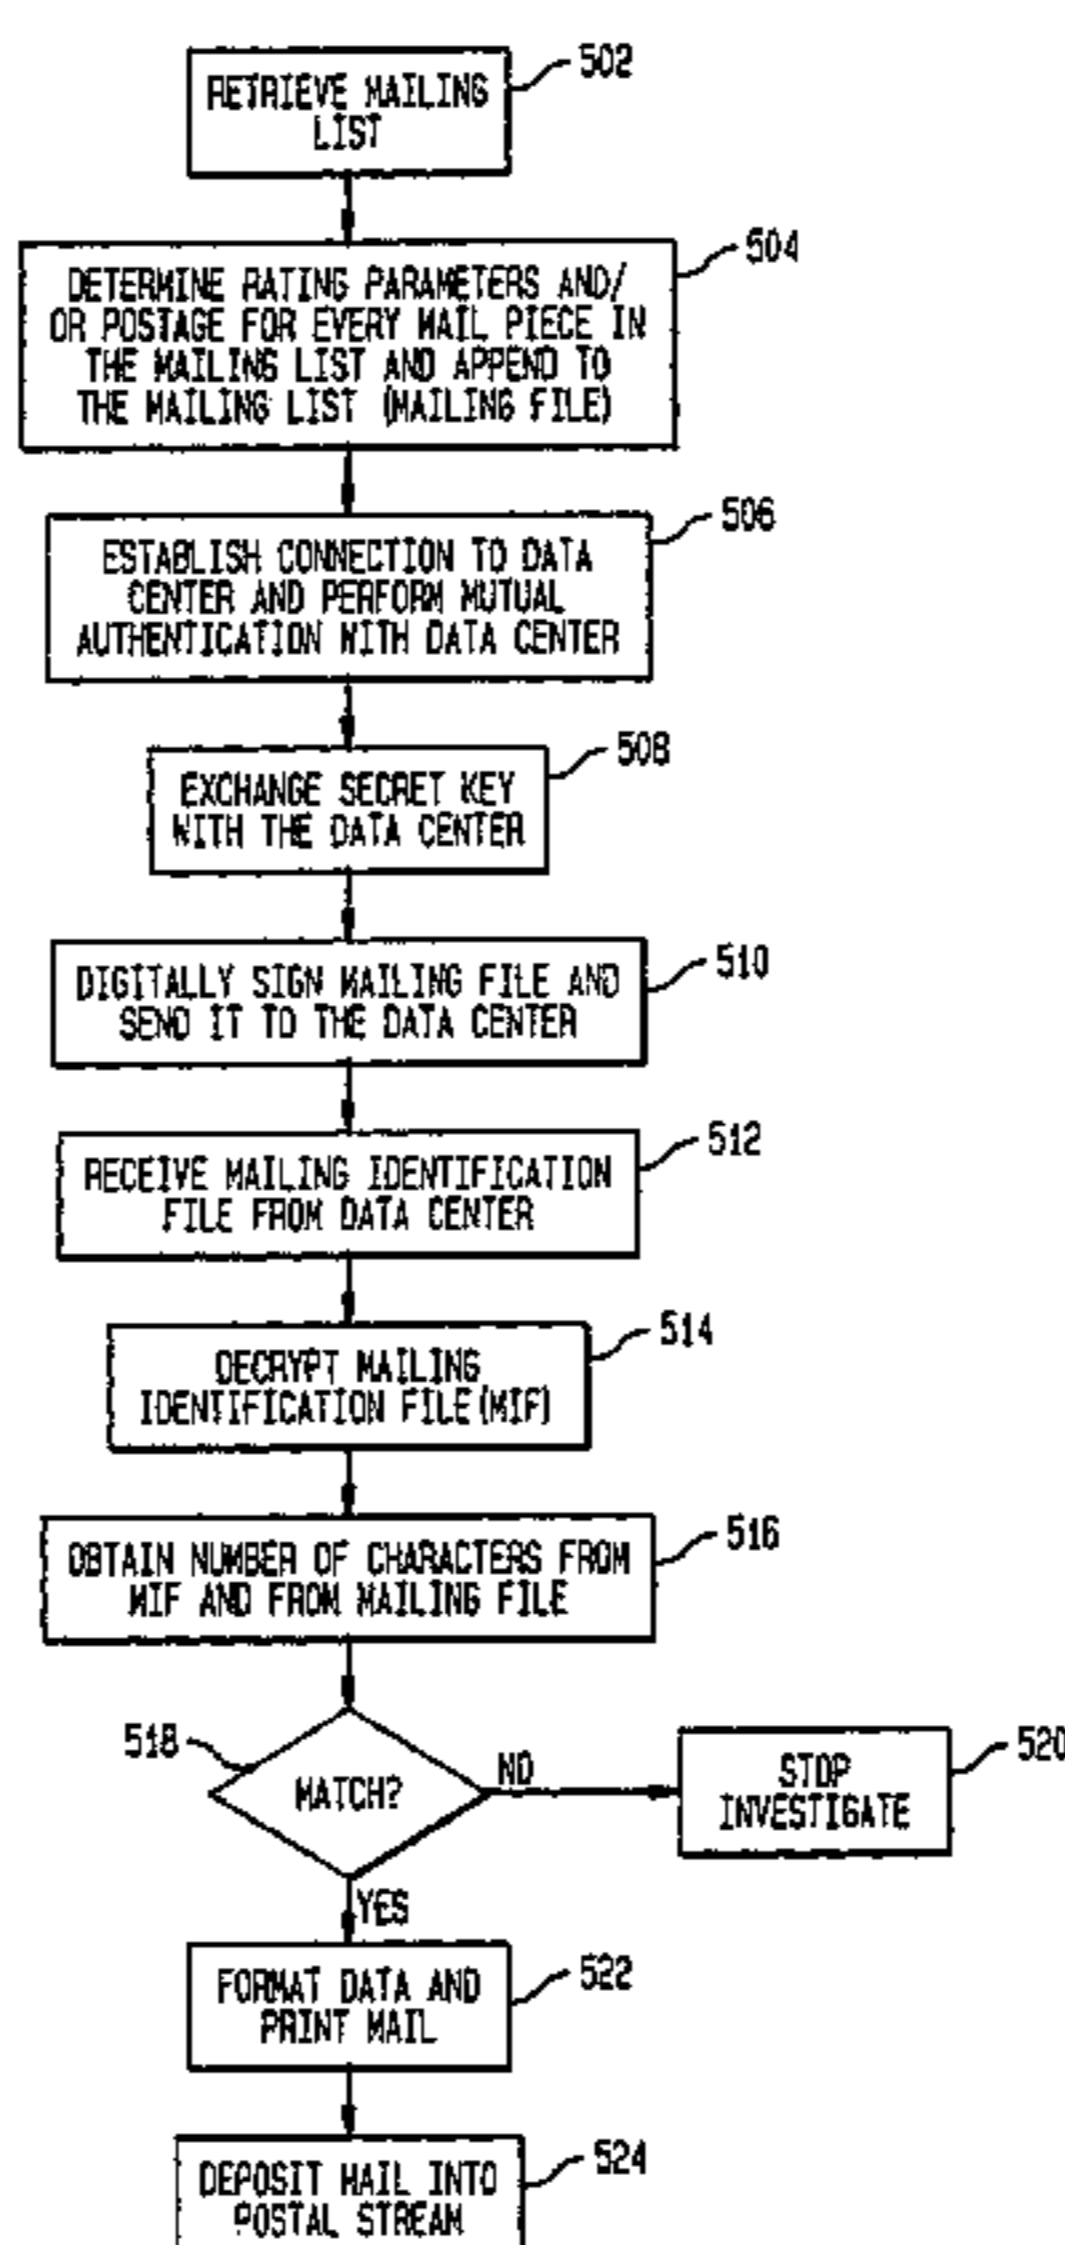 502
RETRIEVE MAILING
LIST
504
DETERMINE RATING PARAMETERS AND/
OR POSTAGE FOR EVERY MAIL PIECE IN
THE MAILING LIST AND APPEND TO
THE MAILING LIST (MAILING FILE)
506
ESTABLISH CONNECTION TO DATA
CENTER AND PERFORM MUTUAL
AUTHENTICATION WITH DATA CENTER
508
EXCHANGE SECRET KEY
WITH THE DATA CENTER
510
DIGITALLY SIGN MAILING FILE AND
SEND IT TO THE DATA CENTER
512
RECEIVE MAILING IDENTIFICATION
FILE FROM DATA CENTER
514
DECRYPT MAILING
IDENTIFICATION FILE (MIF)
516
OBTAIN NUMBER OF CHARACTERS FROM
MIF AND FROM MAILING FILE
518
MATCH?
NO
520
STOP
INVESTIGATE
YES
522
FORMAT DATA AND
PRINT MAIL
524
DEPOSIT MAIL INTO
POSTAL STREAM